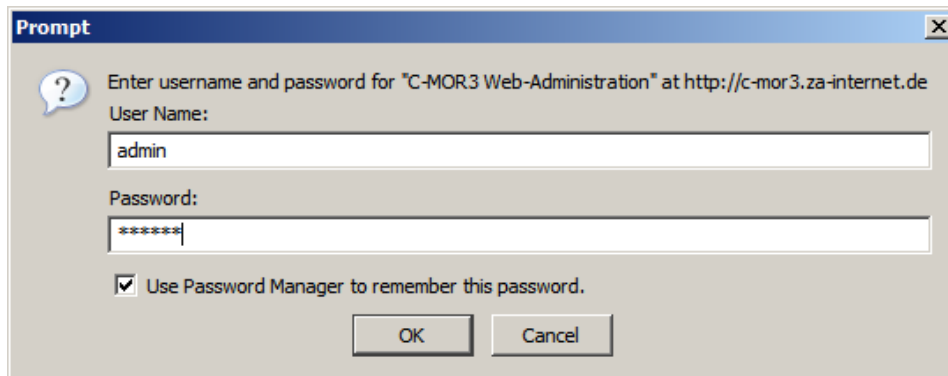 Prompt
Enter username and password for "C-MOR3 Web-Administration" at http://c-mor3.za-internet.de
User Name:
admin
Password:
******
Use Password Manager to remember this password.
OK
Cancel